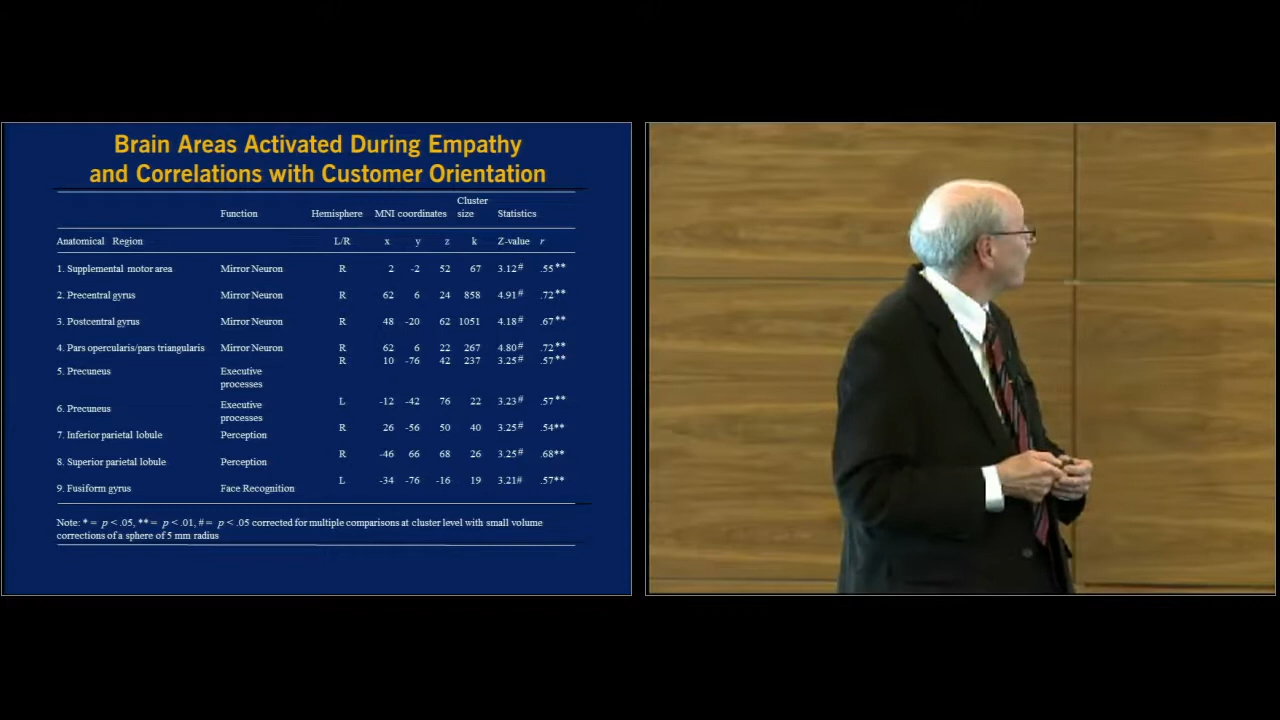 Brain Areas Activated During Empathy
and Correlations with Customer Orientation
Cluster
Function Hemisphere MNI coordinates size Statistics
Anatomical Region L/R x y z k Z-value r
1. Supplemental motor area Mirror Neuron R 2 -2 52 67 3.12# .55**
2. Precentral gyrus Mirror Neuron R 62 6 24 858 4.91# .72**
3. Postcentral gyrus Mirror Neuron R 48 -20 62 1051 4.18# .67**
4. Pars opercularis/pars triangularis Mirror Neuron R 62 6 22 267 4.80# .72**
R 10 -76 42 237 3.25# .57**
5. Precuneus Executive
processes
L -12 -42 76 22 3.23# .57**
6. Precuneus Executive
processes
R 26 -56 50 40 3.25# .54**
7. Inferior parietal lobule Perception
R -46 66 68 26 3.25# .68**
8. Superior parietal lobule Perception
L -34 -76 -16 19 3.21# .57**
9. Fusiform gyrus Face Recognition
Note: * = p < .05, ** = p < .01, # = p < .05 corrected for multiple comparisons at cluster level with small volume
corrections of a sphere of 5 mm radius